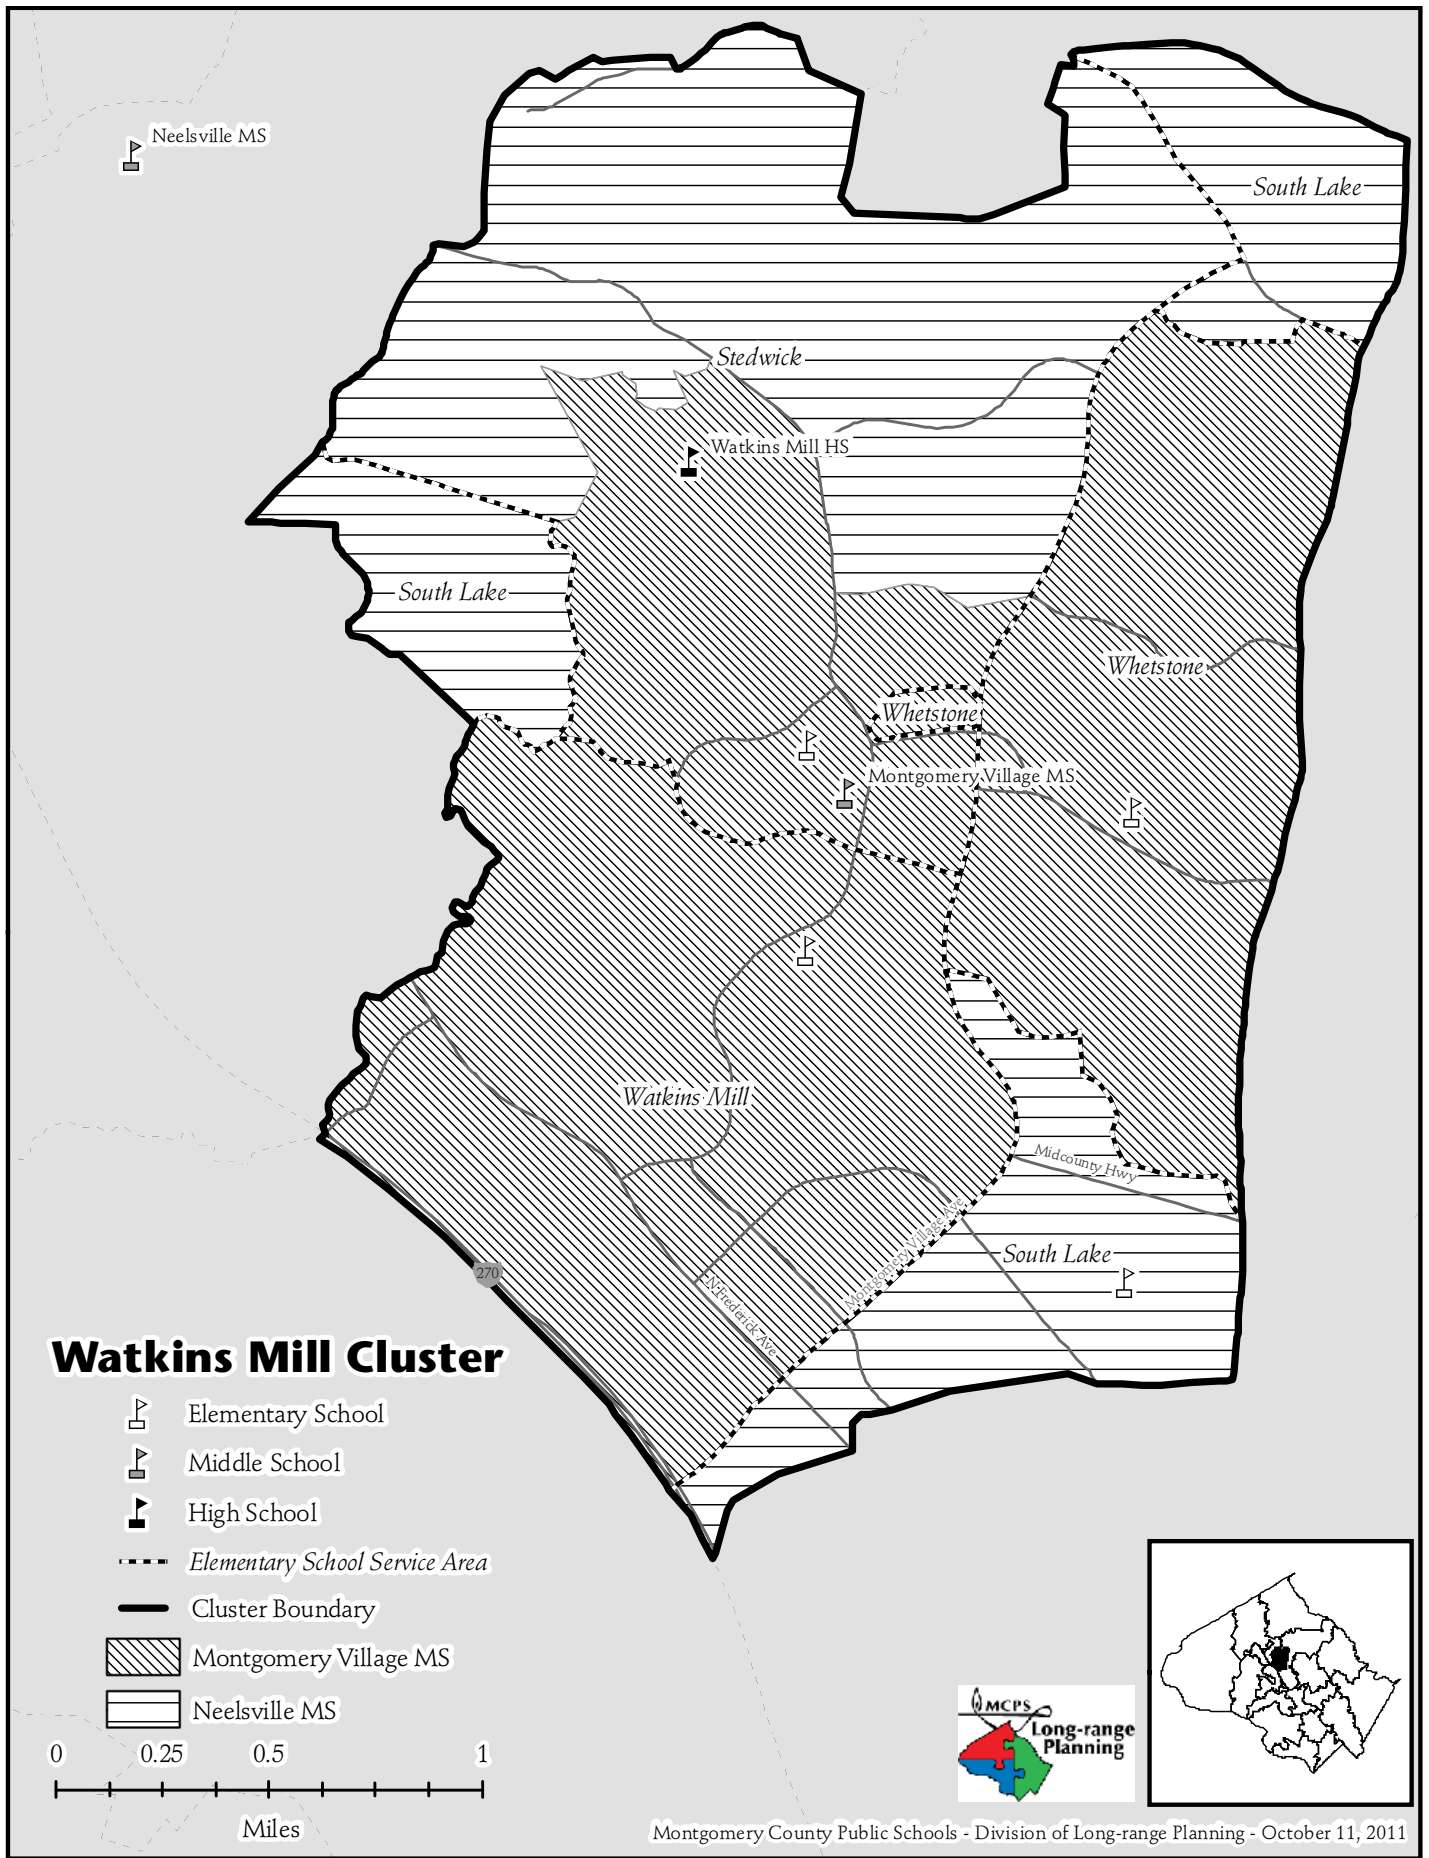 Neelsville MS
South Lake
Stedwick
Watkins Mill HS
South Lake
Whetstone
Whetstone
Montgomery Village MS
Watkins Mill
Midcounty Hwy
Montgomery Village Ave
South Lake
270
N Frederick Ave
Watkins Mill Cluster
Elementary School
Middle School
High School
Elementary School Service Area
Cluster Boundary
Montgomery Village MS
Neelsville MS
0 0.25 0.5 1
Miles
MCPS
Long-range
Planning
Montgomery County Public Schools - Division of Long-range Planning - October 11, 2011